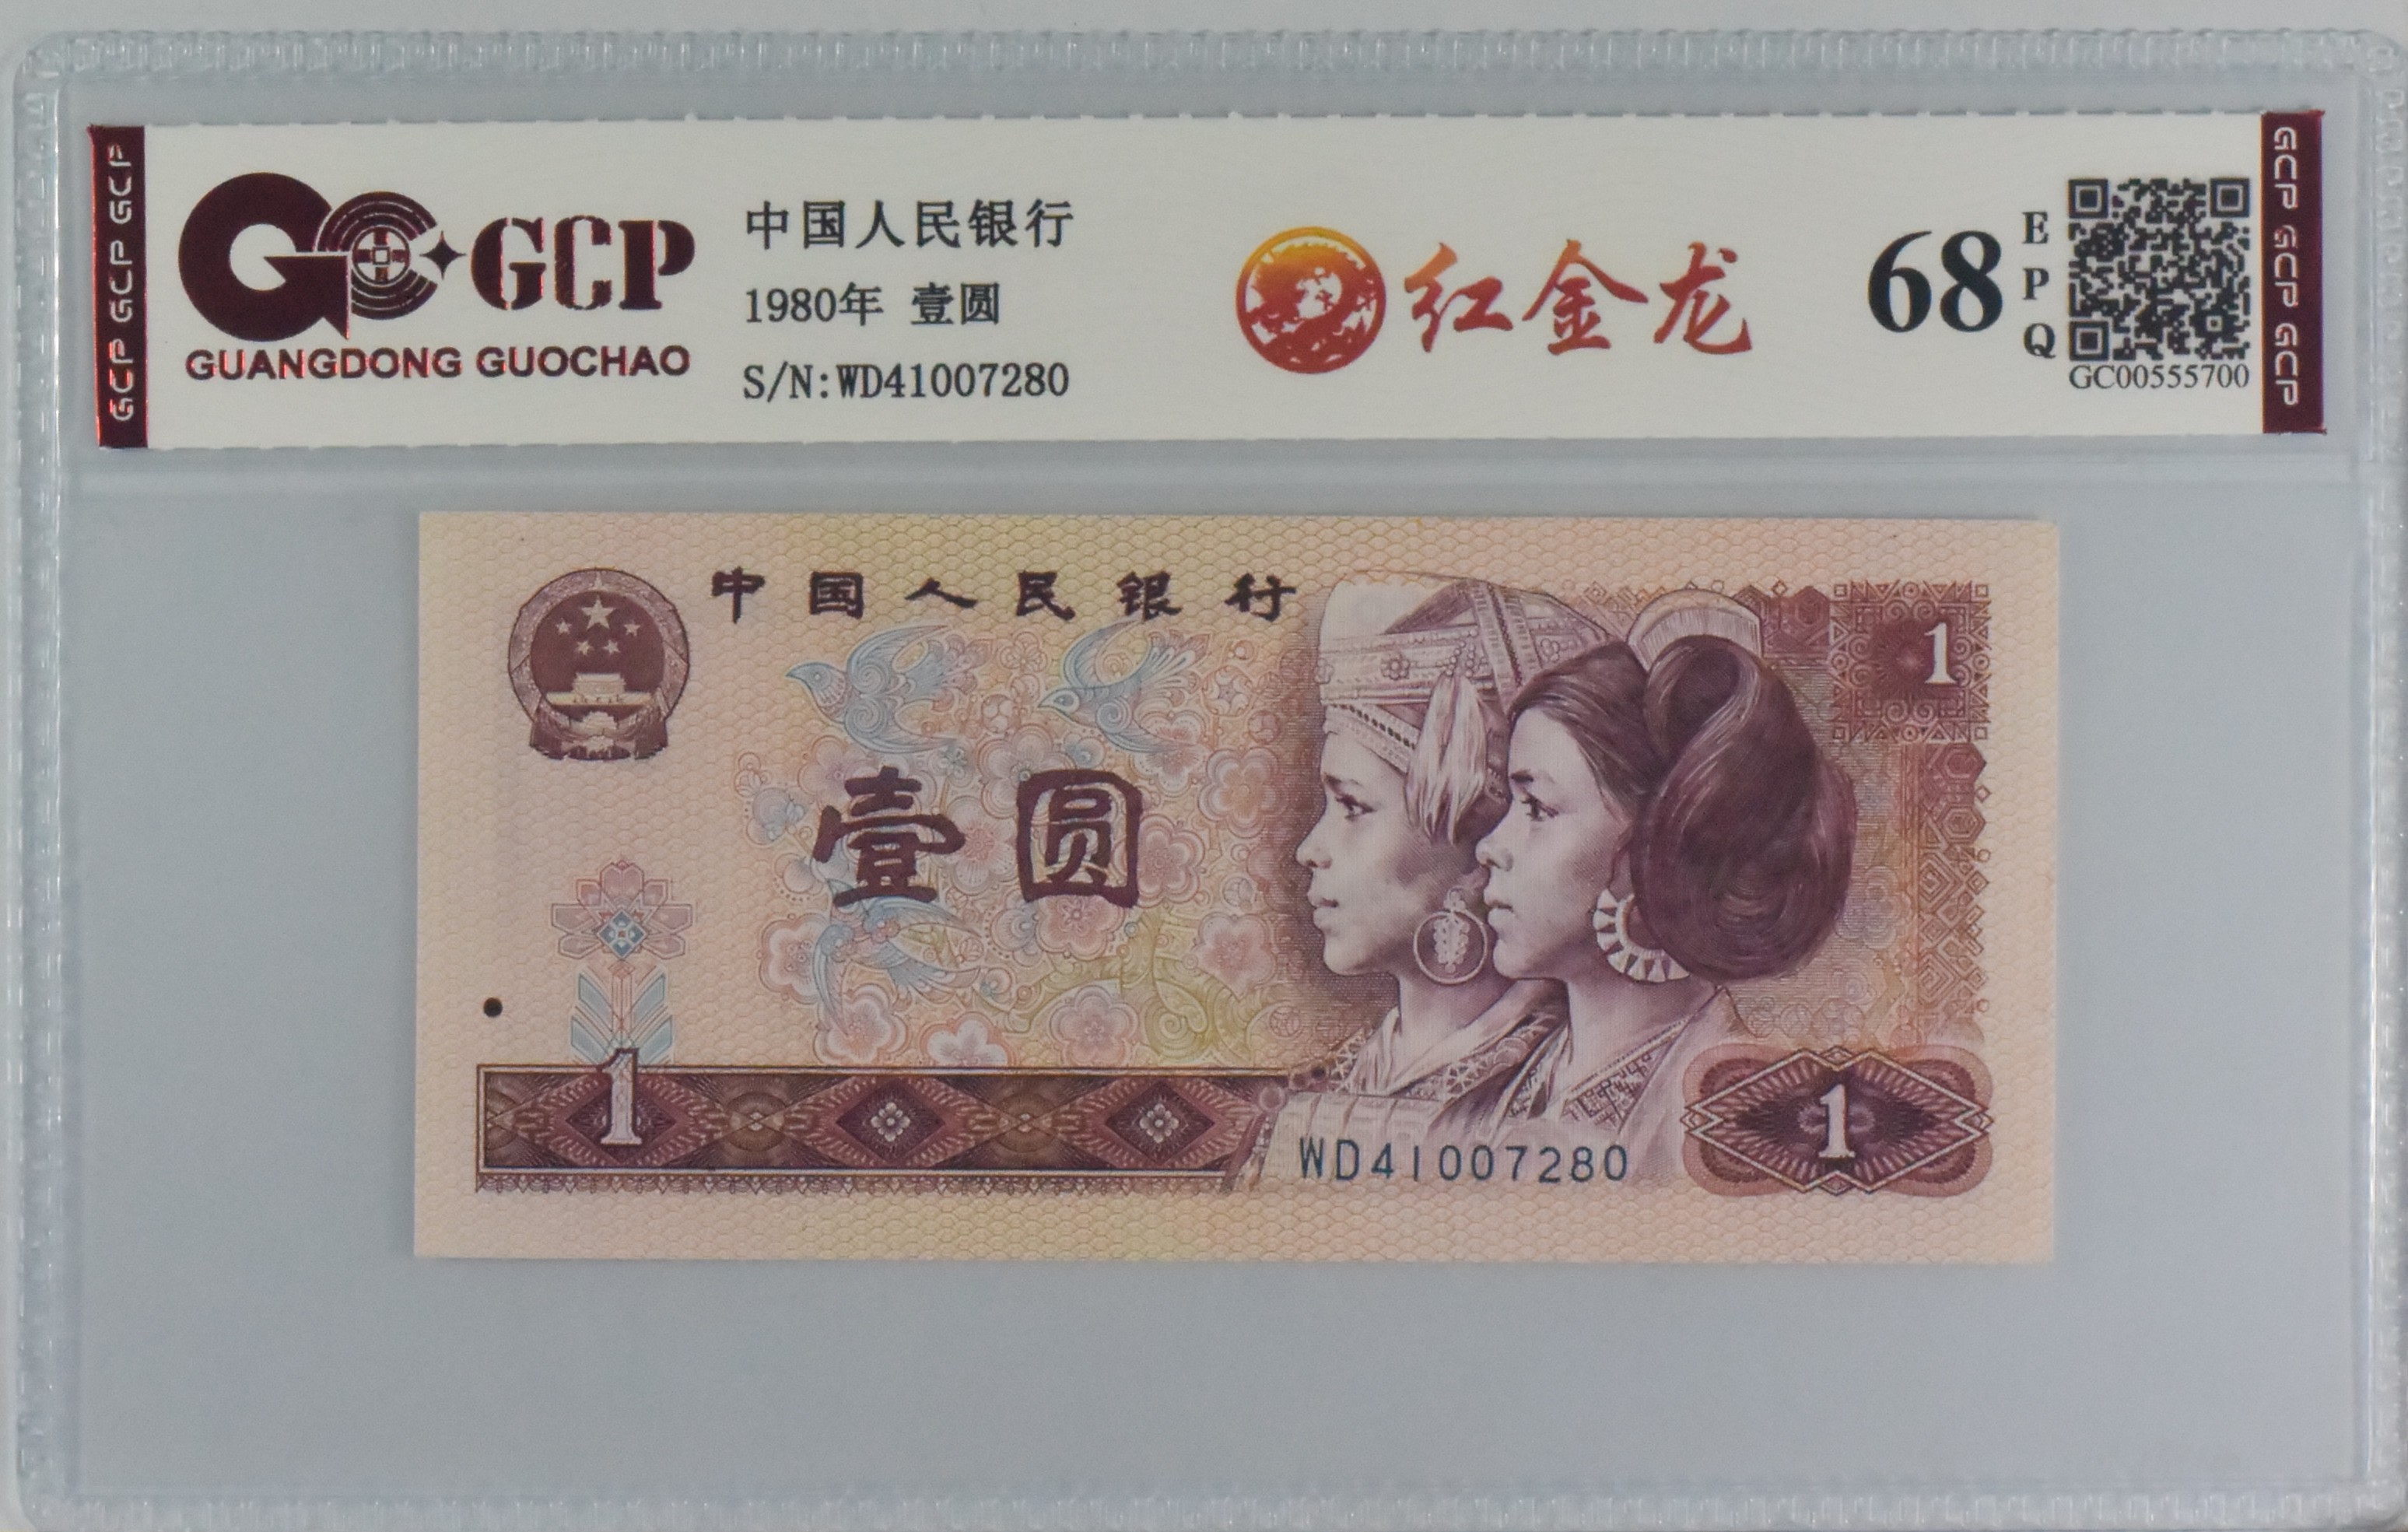 GCP GCP GCP
GCP
GUANGDONG GUOCHAO
中国人民银行
1980年 壹圆
S/N:WD41007280
红金龙
68
E
P
Q
GC00555700
GCP GCP GCP
中国人民银行
1
壹圆
1
1
WD41007280